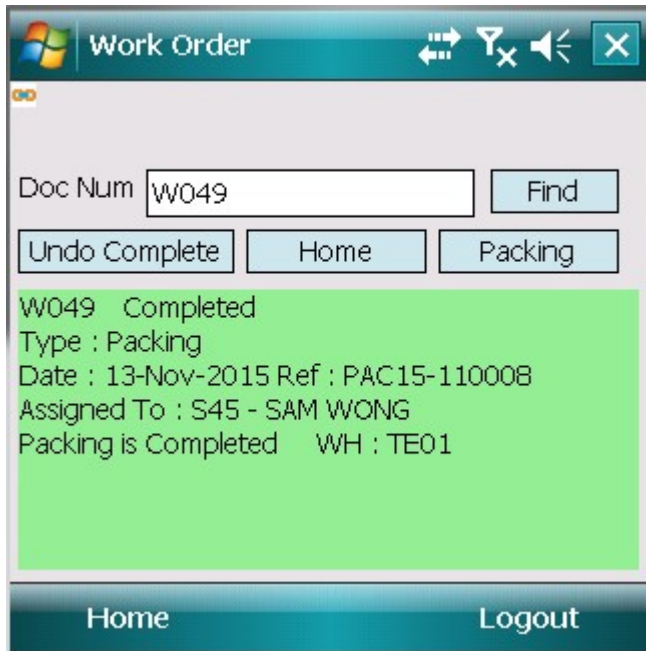 Work Order
Doc Num W049 Find
Undo Complete Home Packing
W049 Completed
Type : Packing
Date : 13-Nov-2015 Ref : PAC15-110008
Assigned To : S45 - SAM WONG
Packing is Completed WH : TE01
Home Logout